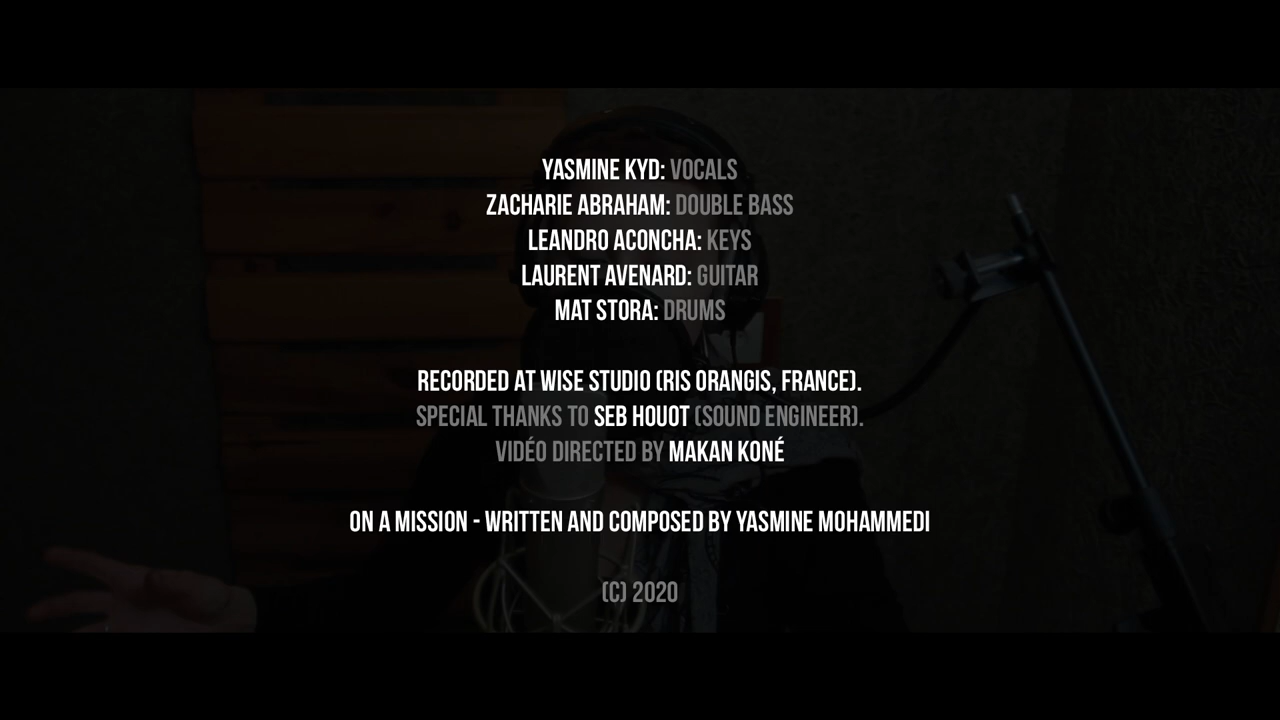 YASMINE KYD: VOCALS
ZACHARIE ABRAHAM: DOUBLE BASS
LEANDRO ACONCHA: KEYS
LAURENT AVENARD: GUITAR
MAT STORA: DRUMS
RECORDED AT WISE STUDIO (RIS ORANGIS, FRANCE).
SPECIAL THANKS TO SEB HOUOT (SOUND ENGINEER).
VIDÉO DIRECTED BY MAKAN KONÉ
ON A MISSION - WRITTEN AND COMPOSED BY YASMINE MOHAMMEDI
(C) 2020